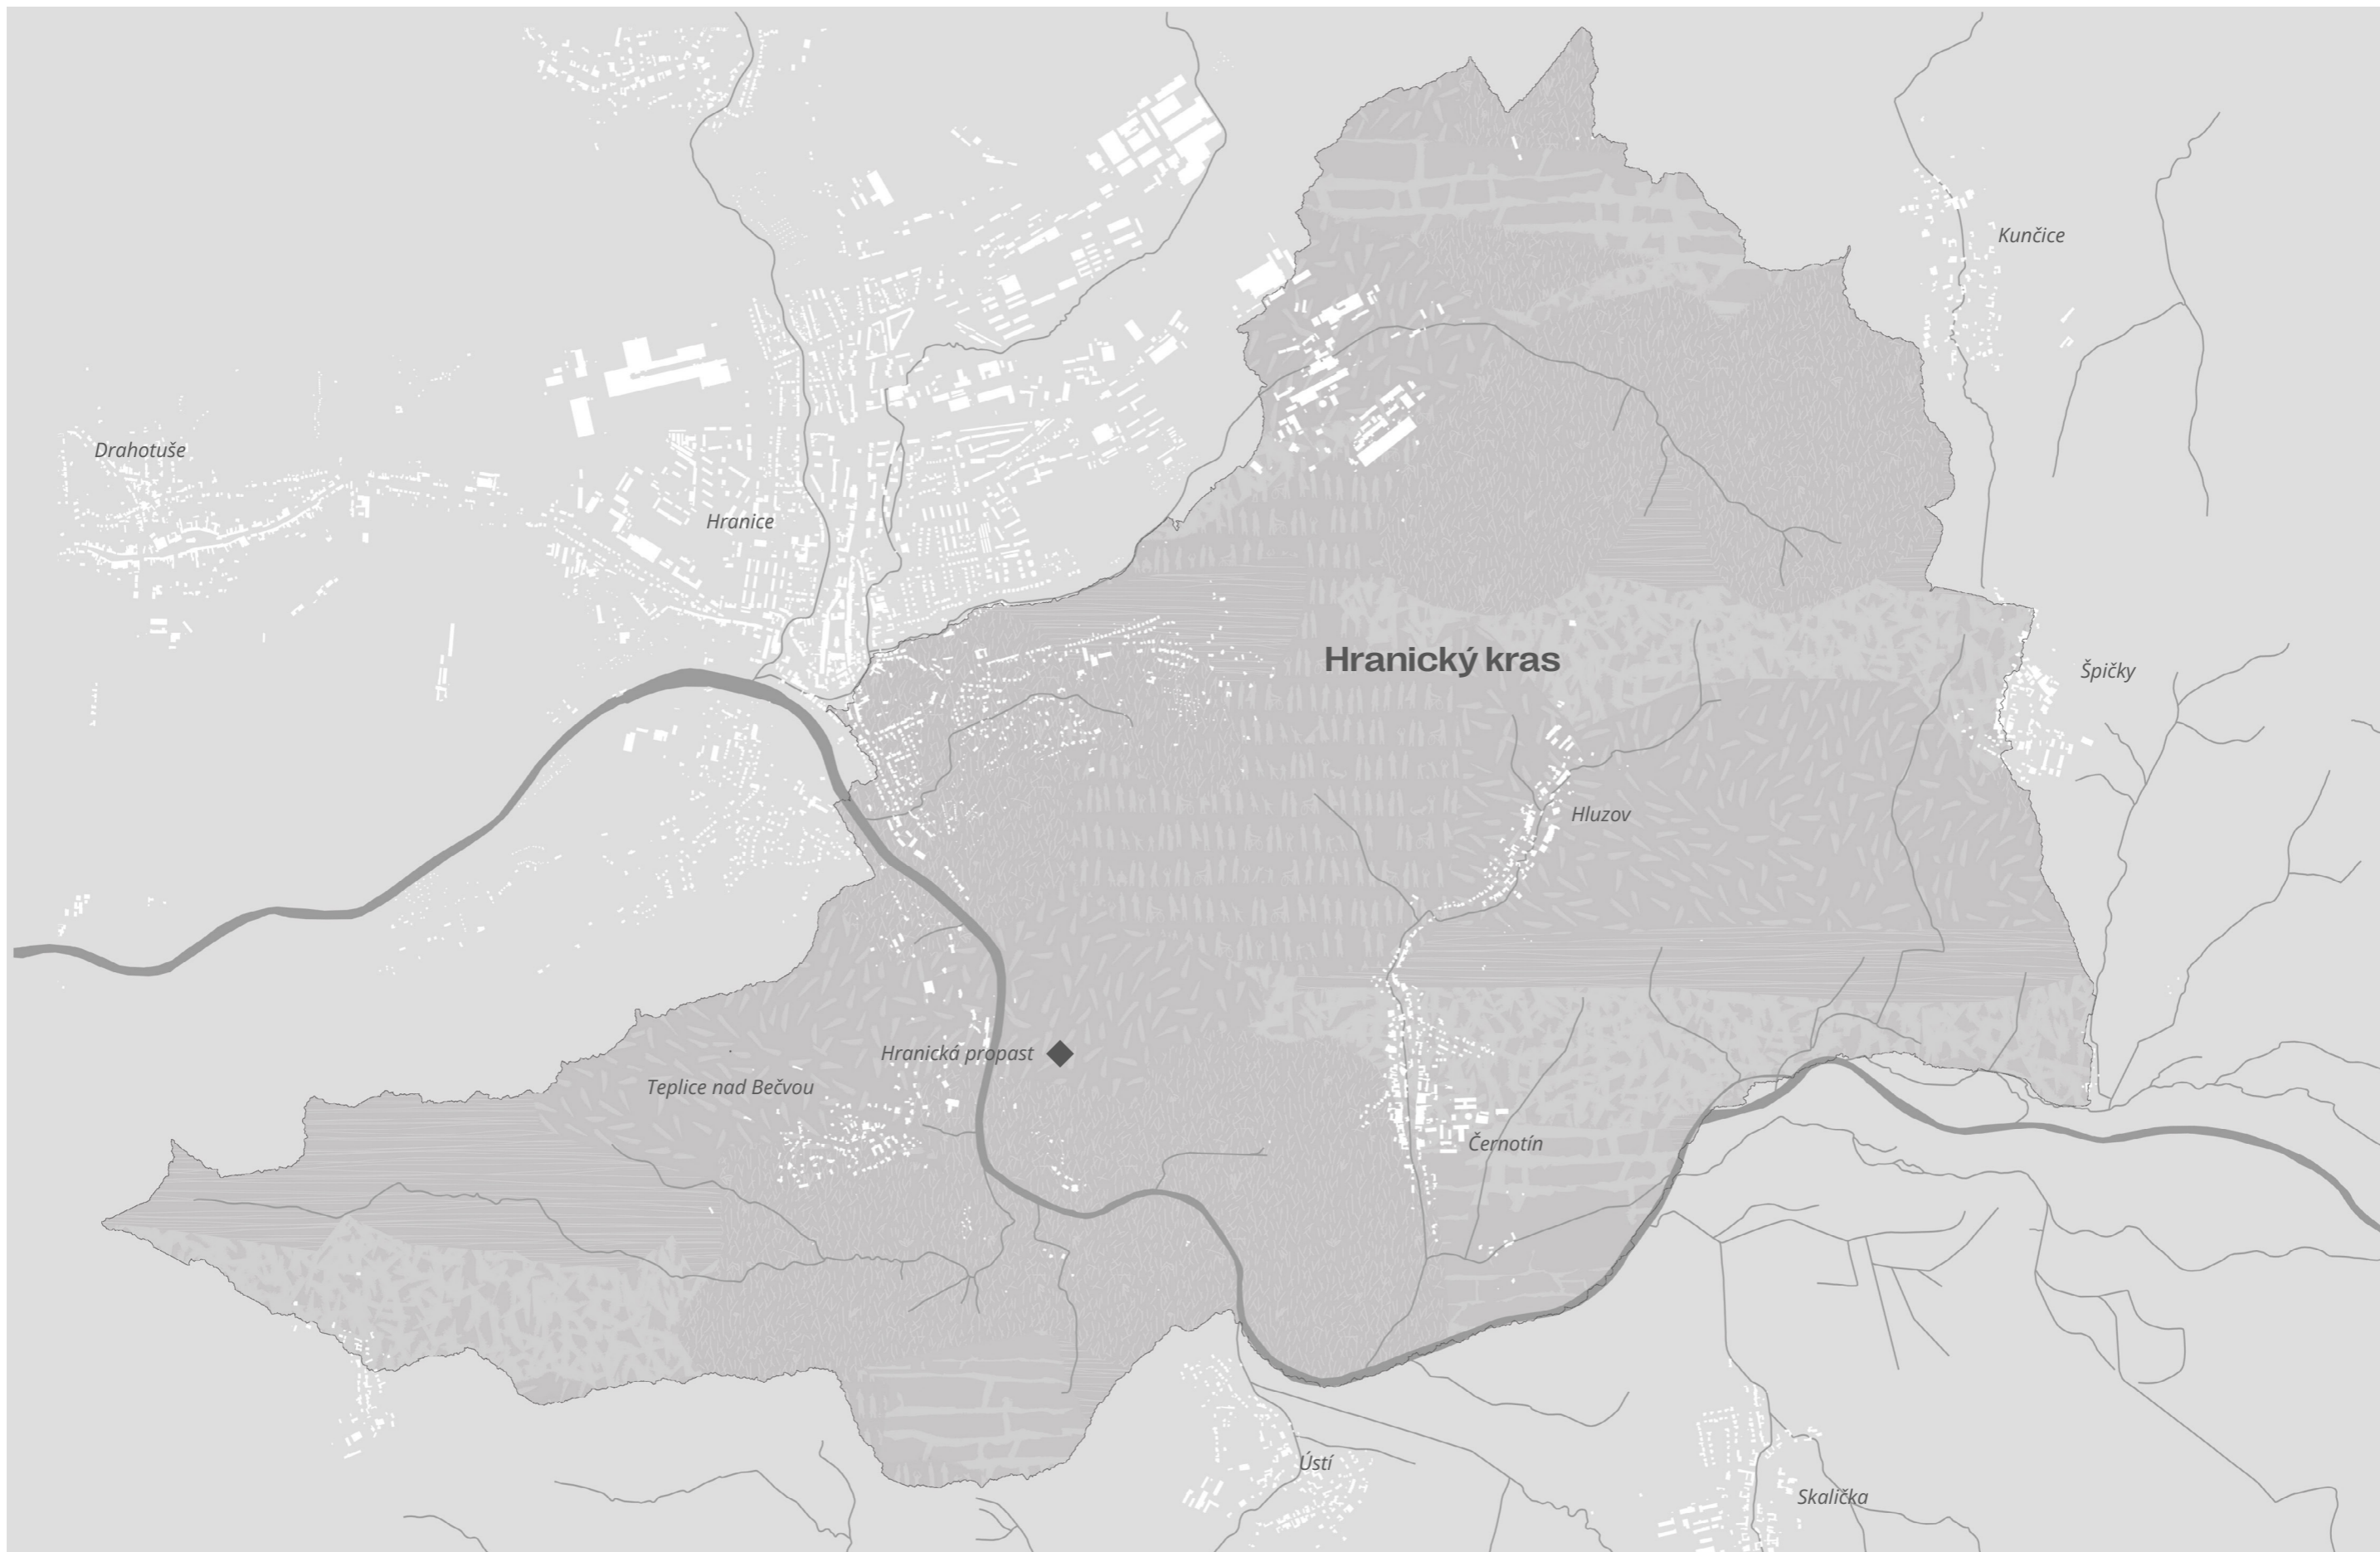 Kunčice
Drahotuše
Hranice
Hranický kras
Špičky
Hluzov
Hranická propast
Teplice nad Bečvou
Černotín
Ústí
Skalička